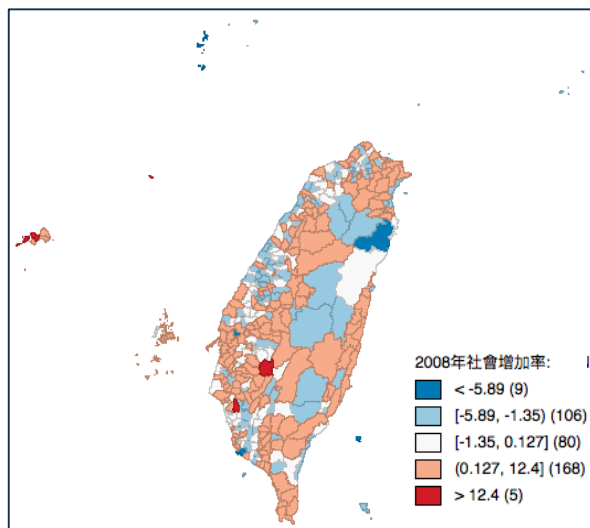 2008年社會增加率:
< -5.89 (9)
[-5.89, -1.35) (106)
[-1.35, 0.127] (80)
(0.127, 12.4] (168)
> 12.4 (5)